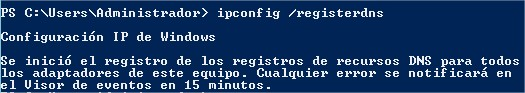 PS C:\Users\Administrador> ipconfig /registerdns
Configuración IP de Windows
Se inició el registro de los registros de recursos DNS para todos
los adaptadores de este equipo. Cualquier error se notificará en
el Visor de eventos en 15 minutos.